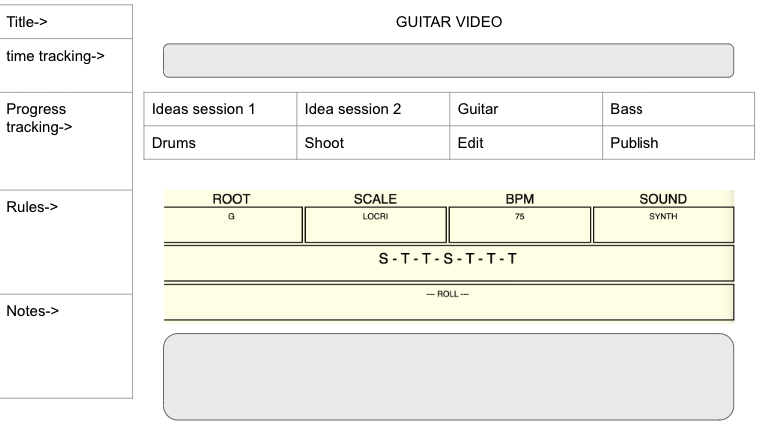 Title->
GUITAR VIDEO
time tracking->
Progress
tracking->
Ideas session 1
Idea session 2
Guitar
Bass
Drums
Shoot
Edit
Publish
Rules->
ROOT
SCALE
BPM
SOUND
G
LOCRI
75
SYNTH
S - T - T - S - T - T - T
--- ROLL ---
Notes->